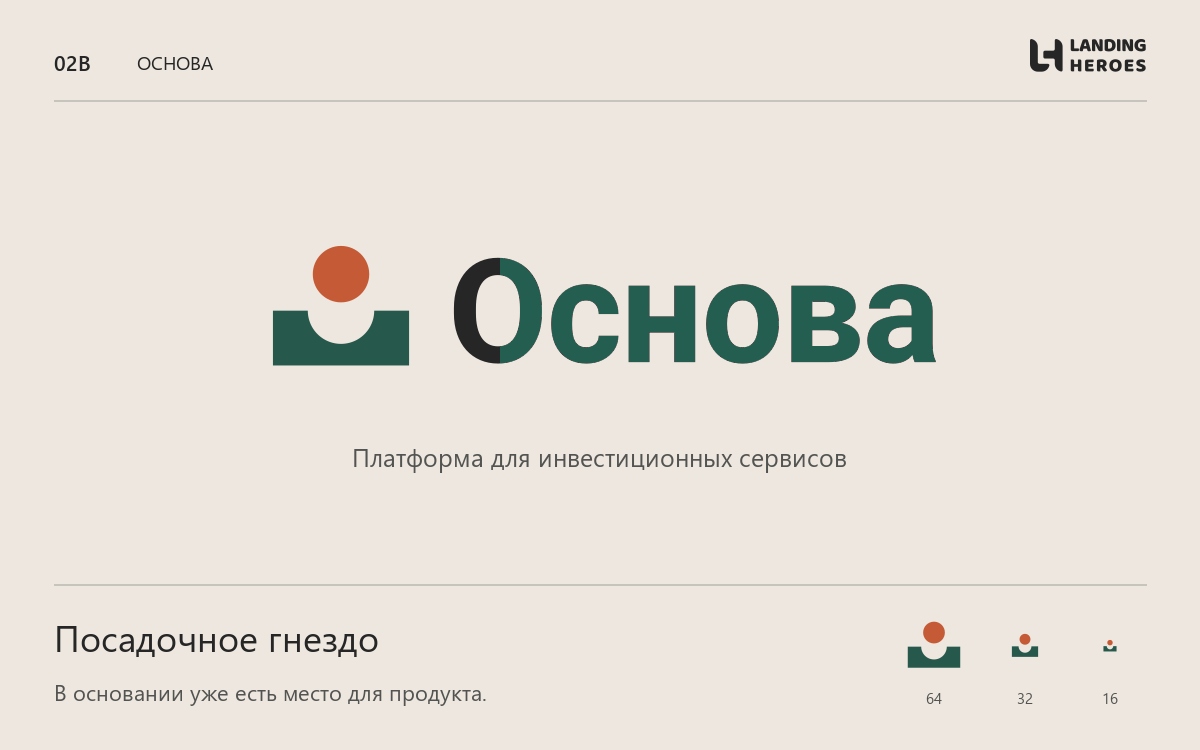 02В ОСНОВА
LANDING
HEROES
Основа
Платформа для инвестиционных сервисов
Посадочное гнездо
В основании уже есть место для продукта.
64 32 16